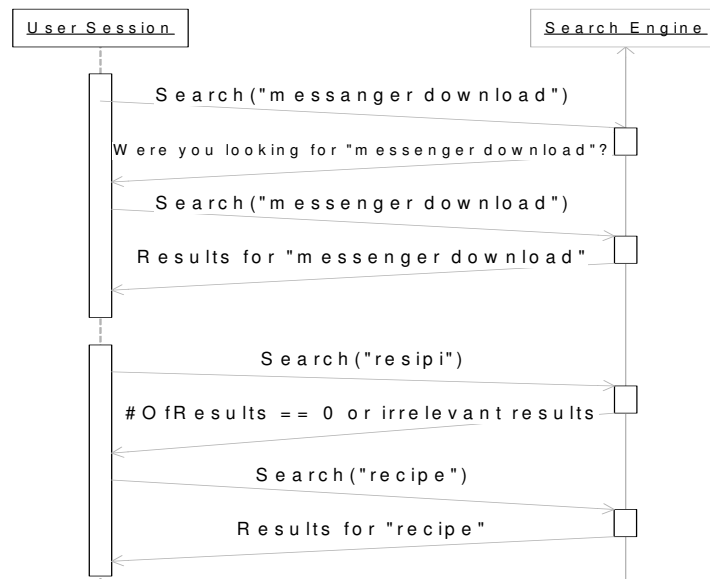 User Session
Search Engine
Search("messanger download")
Were you looking for "messenger download"?
Search("messenger download")
Results for "messenger download"
Search("resipi")
#OfResults == 0 or irrelevant results
Search("recipe")
Results for "recipe"